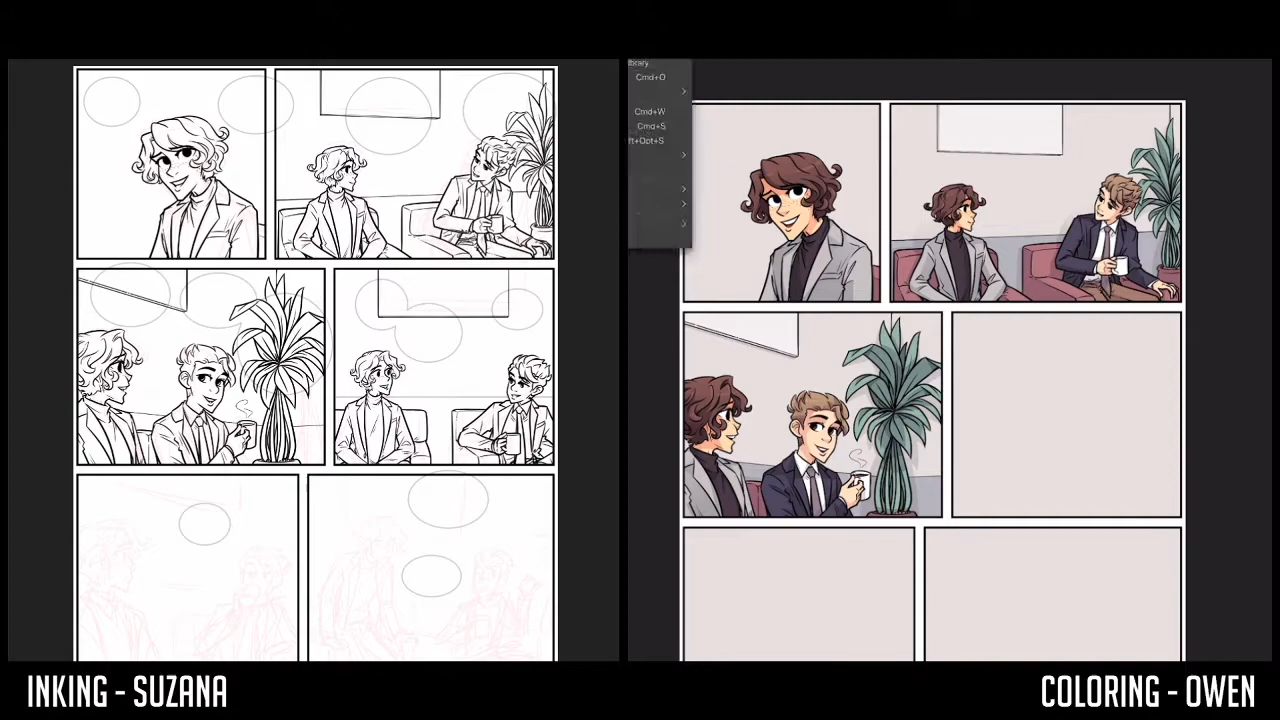 Cmd+O
Cmd+W
Cmd+S
INKING - SUZANA
COLORING - OWEN